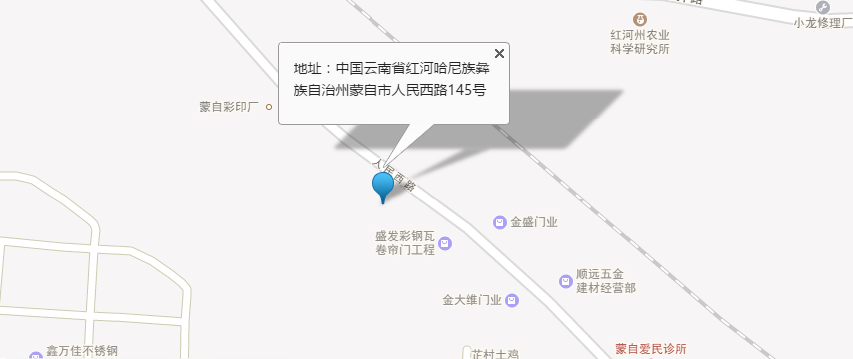 小龙修理厂
红河州农业
科学研究所
地址：中国云南省红河哈尼族彝
族自治州蒙自市人民西路145号
蒙自彩印厂
人民西路
金盛门业
盛发彩钢瓦
卷帘门工程
顺远五金
建材经营部
金大维门业
鑫万佳不锈钢
芷村土鸡
蒙自爱民诊所